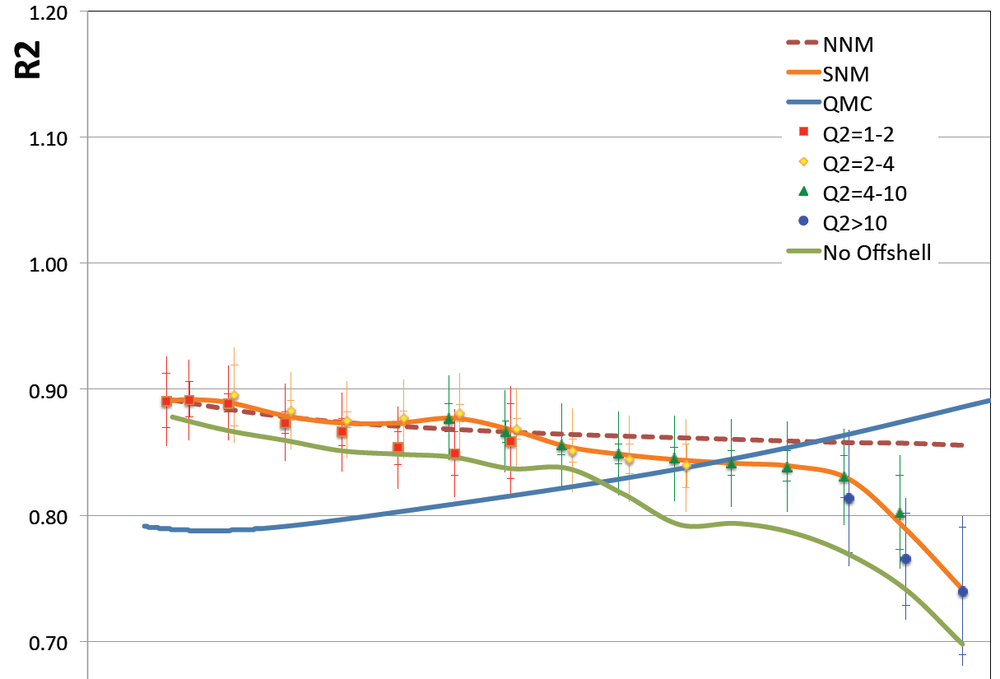 1.20
R2
NNM
SNM
QMC
1.10
Q2=1-2
Q2=2-4
Q2=4-10
Q2>10
No Offshell
1.00
0.90
0.80
0.70